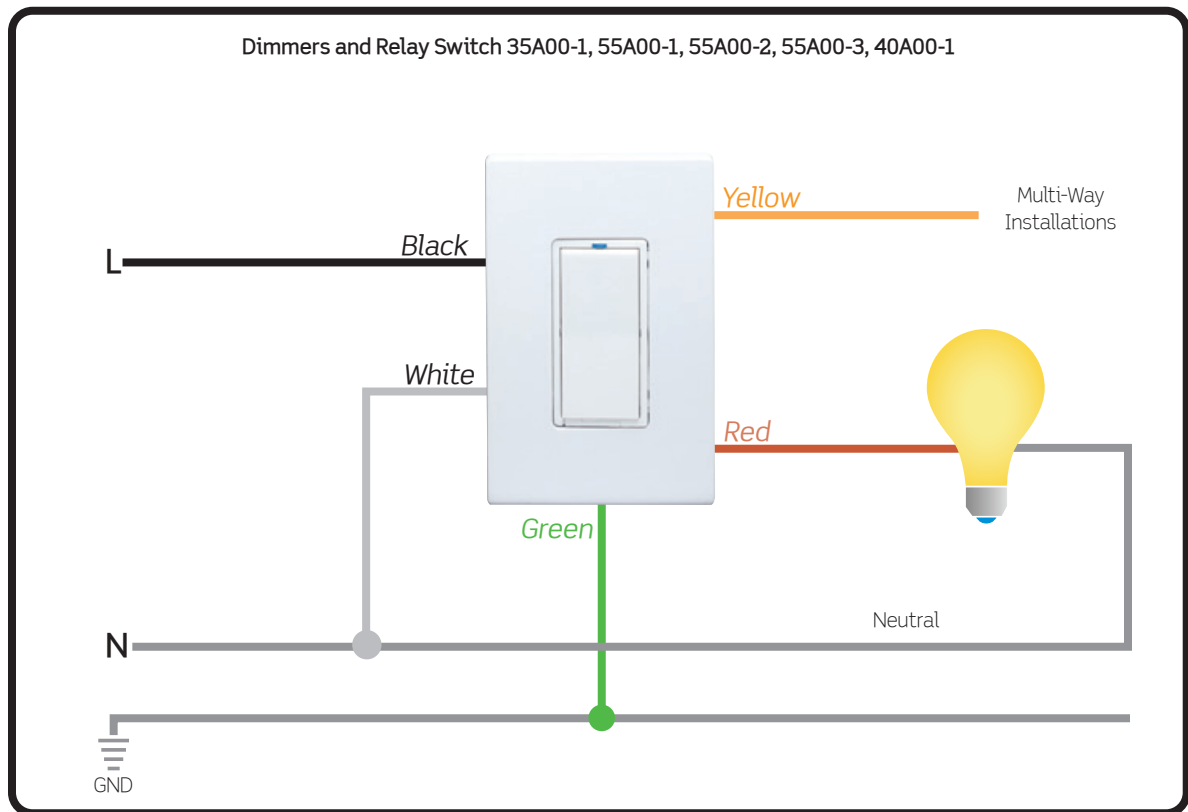 Dimmers and Relay Switch 35A00-1, 55A00-1, 55A00-2, 55A00-3, 40A00-1
Yellow
Multi-Way
Installations
Black
L
White
Red
Green
Neutral
N
GND